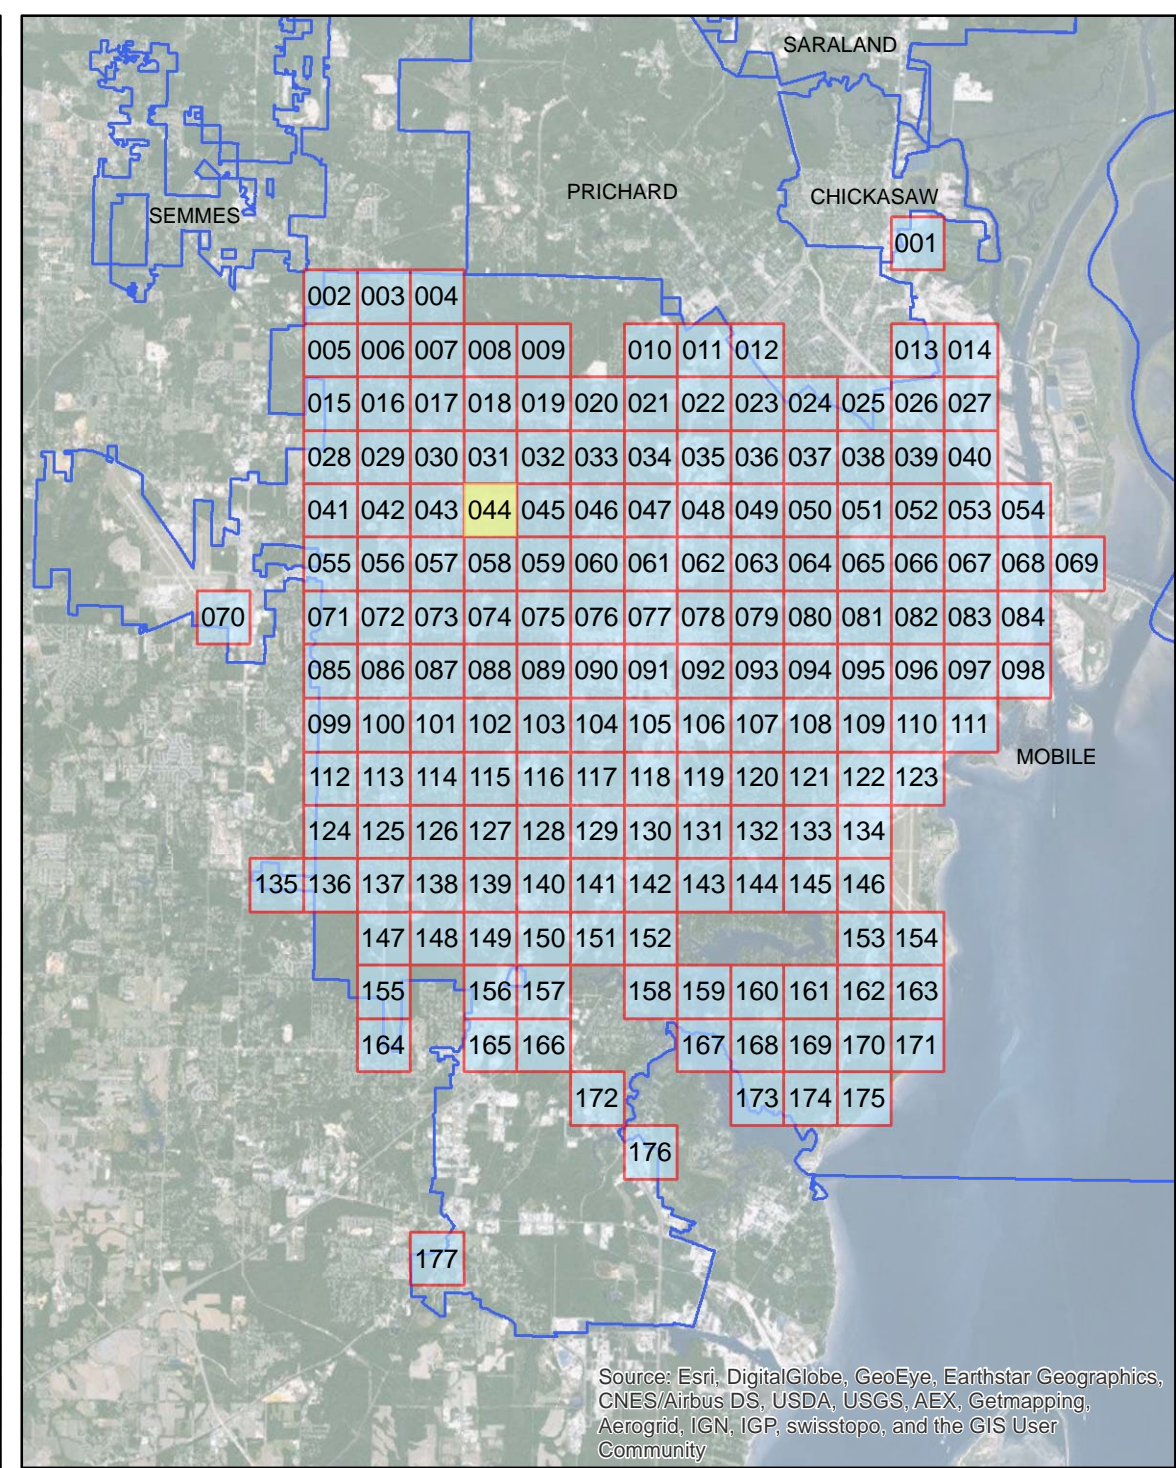 SARALAND
PRICHARD
CHICKASAW
SEMMES
001
002 003 004
005 006 007 008 009 010 011 012 013 014
015 016 017 018 019 020 021 022 023 024 025 026 027
028 029 030 031 032 033 034 035 036 037 038 039 040
041 042 043 044 045 046 047 048 049 050 051 052 053 054
055 056 057 058 059 060 061 062 063 064 065 066 067 068 069
070 071 072 073 074 075 076 077 078 079 080 081 082 083 084
085 086 087 088 089 090 091 092 093 094 095 096 097 098
099 100 101 102 103 104 105 106 107 108 109 110 111
MOBILE
112 113 114 115 116 117 118 119 120 121 122 123
124 125 126 127 128 129 130 131 132 133 134
135 136 137 138 139 140 141 142 143 144 145 146
147 148 149 150 151 152 153 154
155 156 157 158 159 160 161 162 163
164 165 166 167 168 169 170 171
172 173 174 175
176
177
Source: Esri, DigitalGlobe, GeoEye, Earthstar Geographics,
CNES/Airbus DS, USDA, USGS, AEX, Getmapping,
Aerogrid, IGN, IGP, swisstopo, and the GIS User
Community